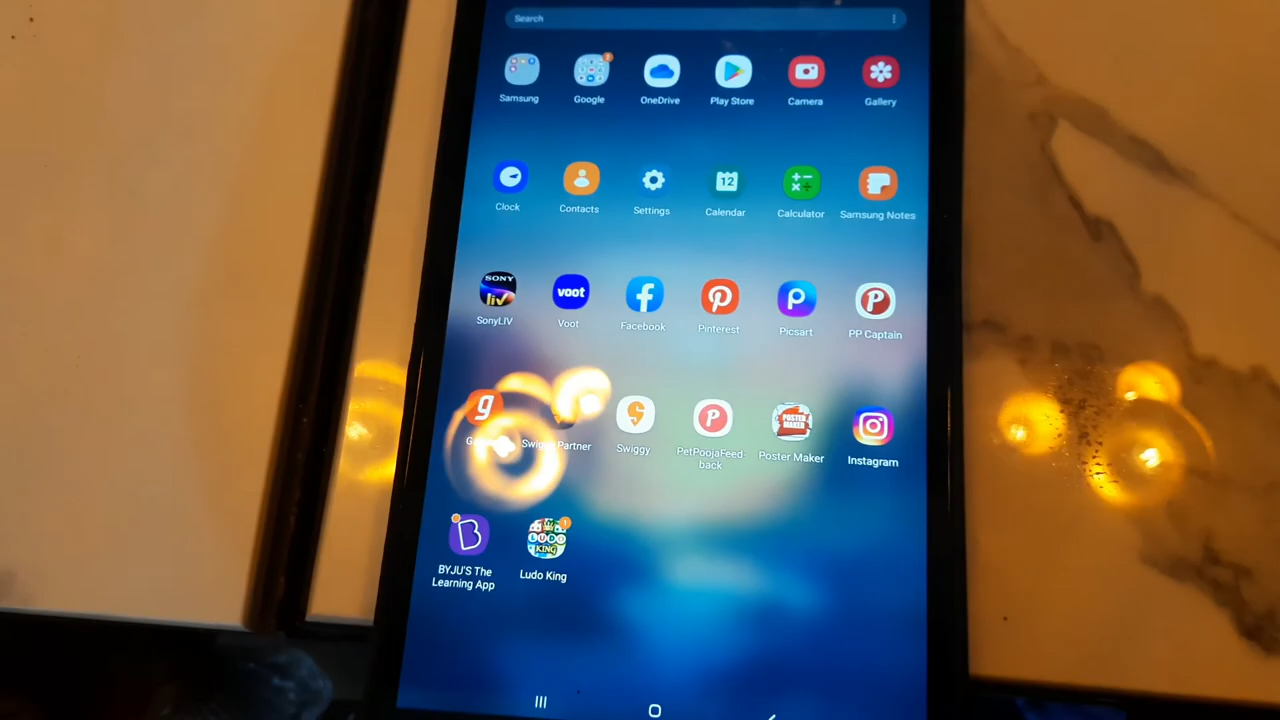 Search
Samsung Google OneDrive Play Store Camera Gallery
2
Clock Contacts Settings Calendar Calculator Samsung Notes
12
SONY
liv
voot
SonyLIV Voot Facebook Pinterest Picsart PP Captain
POSTER
MAKER
Partner Swiggy PetPoojaFeed-
back Poster Maker Instagram
1
LUDO
KING
BYJU'S The
Learning App Ludo King